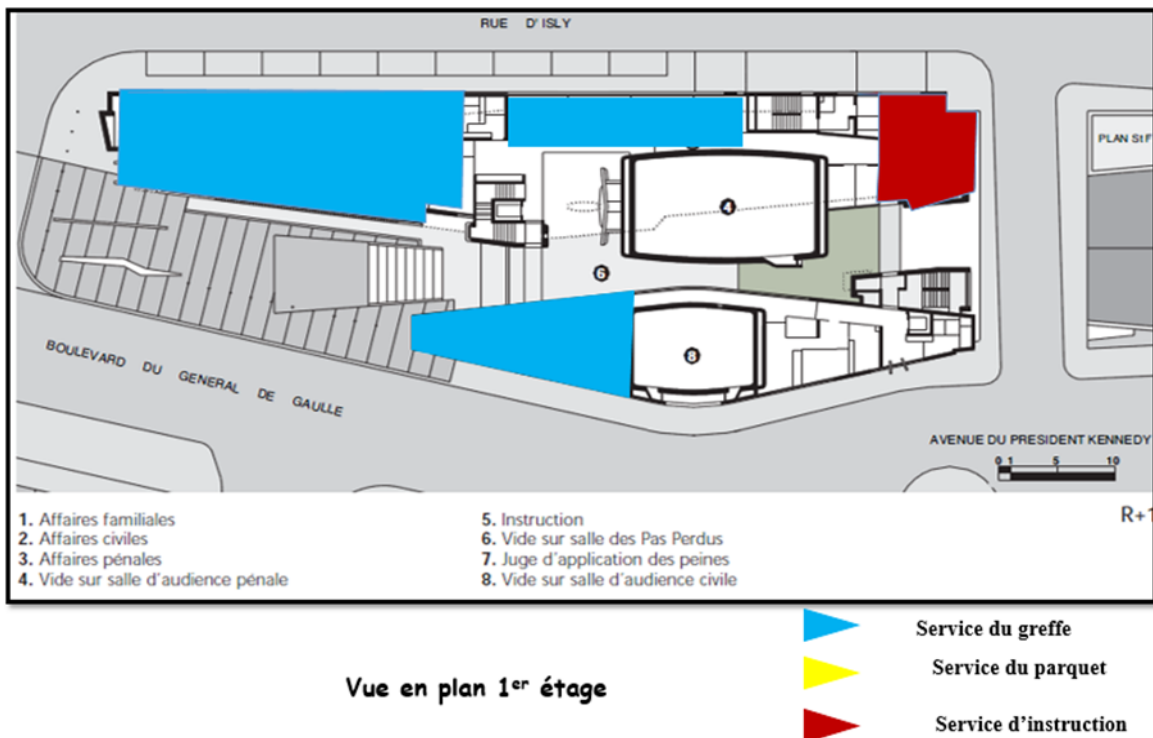 RUE D'ISLY
PLAN St F
4
6
8
BOULEVARD DU GENERAL DE GAULLE
AVENUE DU PRESIDENT KENNEDY
0 1 5 10
R+1
1. Affaires familiales
2. Affaires civiles
3. Affaires pénales
4. Vide sur salle d'audience pénale
5. Instruction
6. Vide sur salle des Pas Perdus
7. Juge d'application des peines
8. Vide sur salle d'audience civile
Vue en plan 1er étage
Service du greffe
Service du parquet
Service d'instruction